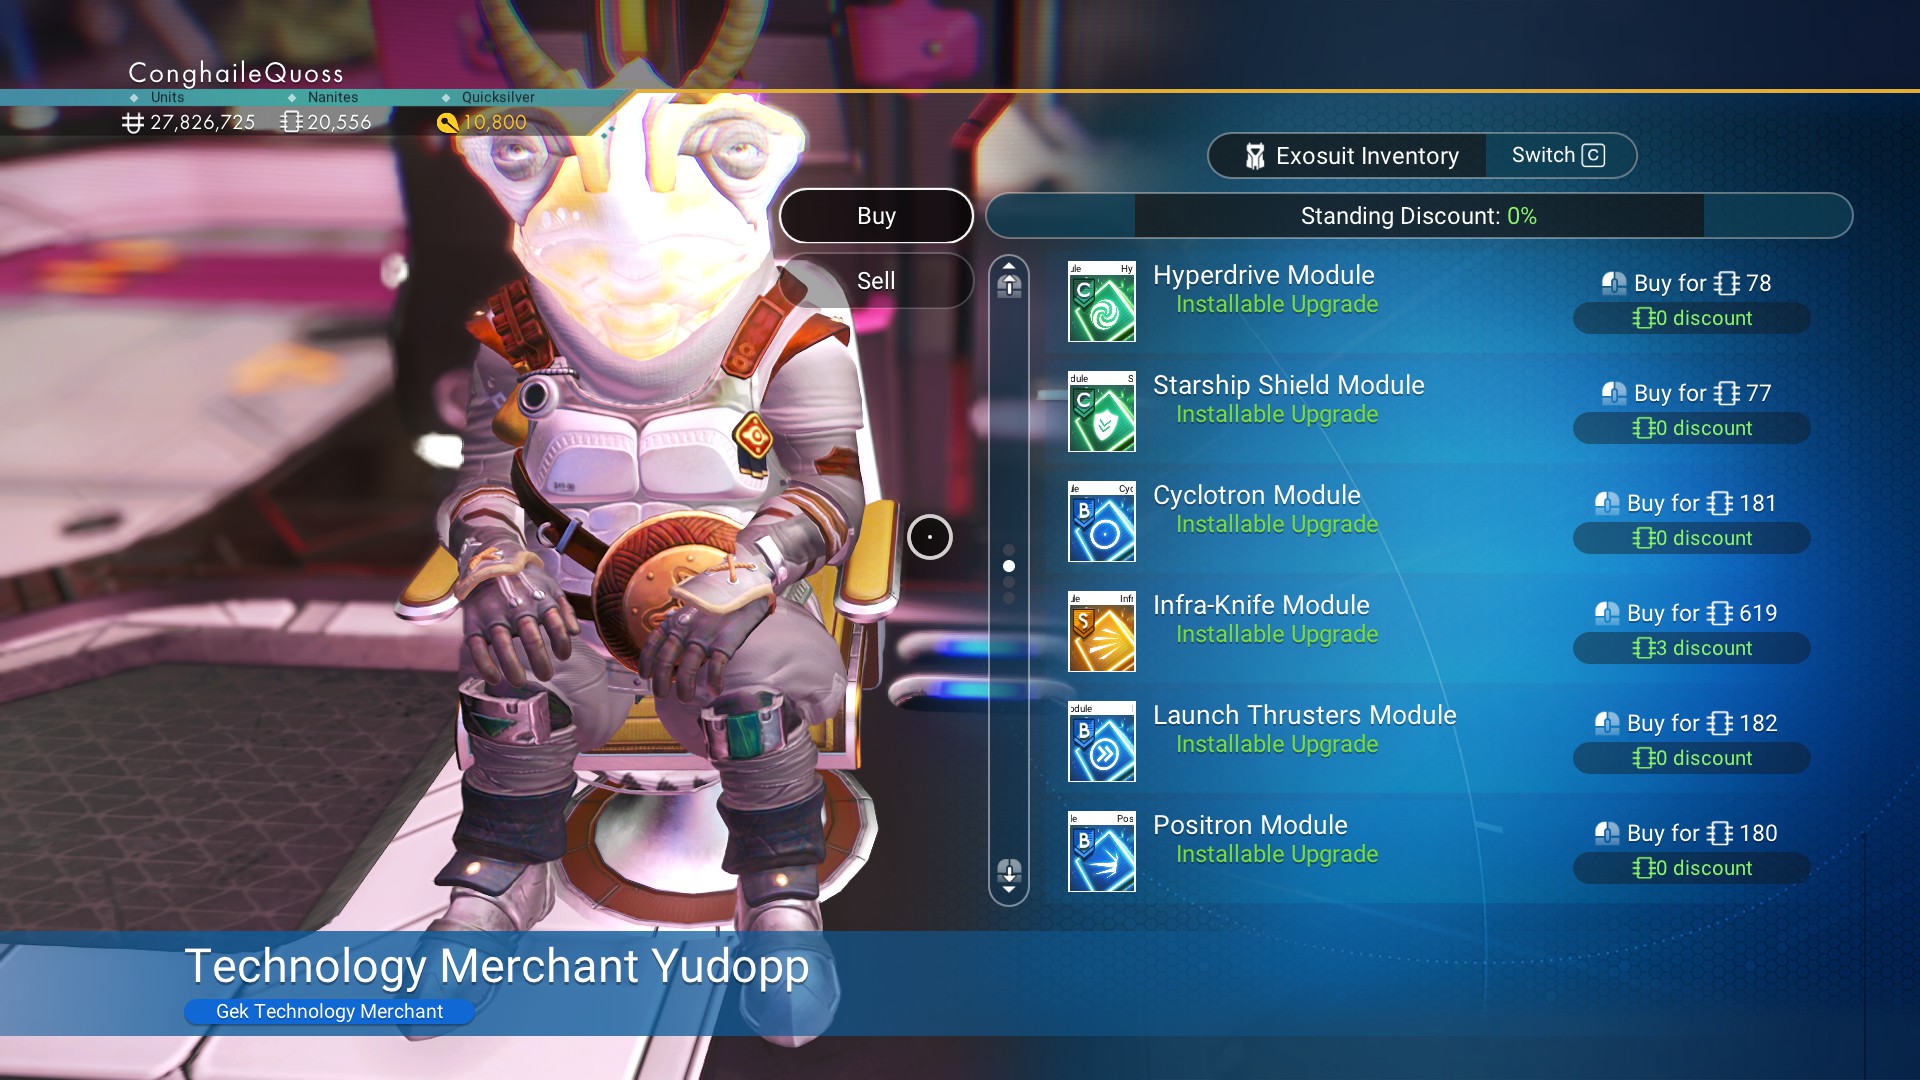 ConghaileQuoss
Units Nanites Quicksilver
27,826,725 20,556 10,800
Exosuit Inventory Switch C
Buy
Standing Discount: 0%
Sell
Hyperdrive Module
Installable Upgrade
Buy for 78
0 discount
C
Starship Shield Module
Installable Upgrade
Buy for 77
0 discount
C
Cyclotron Module
Installable Upgrade
Buy for 181
0 discount
B
Infra-Knife Module
Installable Upgrade
Buy for 619
3 discount
S
Launch Thrusters Module
Installable Upgrade
Buy for 182
0 discount
B
Positron Module
Installable Upgrade
Buy for 180
0 discount
B
Technology Merchant Yudopp
Gek Technology Merchant